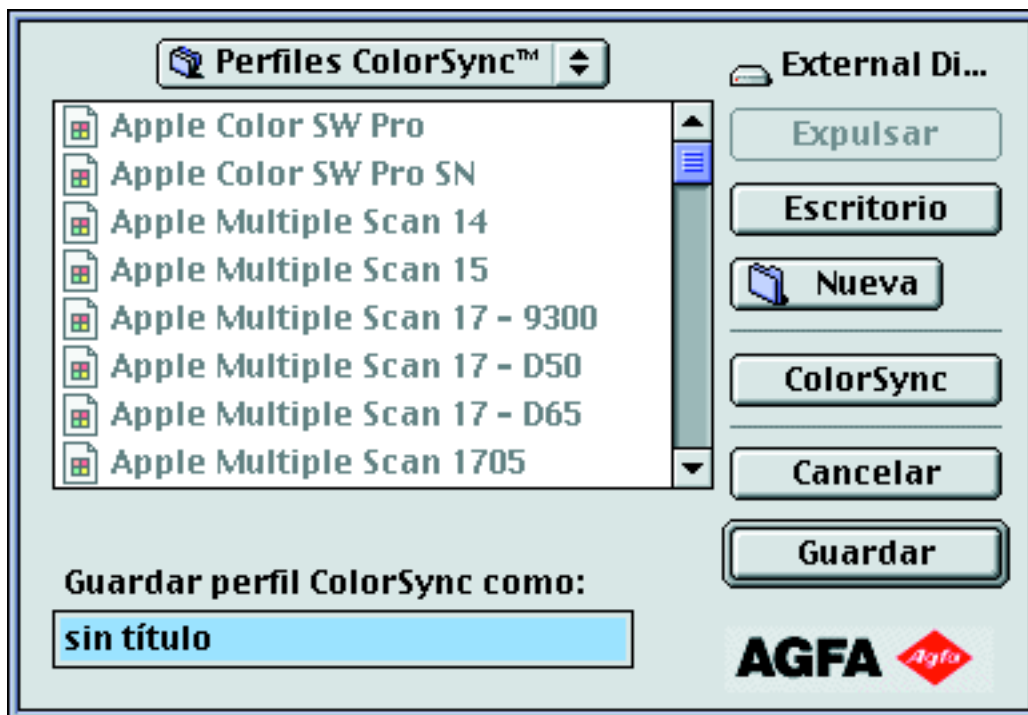 Perfiles ColorSync™
External Di...
Apple Color SW Pro
Apple Color SW Pro SN
Apple Multiple Scan 14
Apple Multiple Scan 15
Apple Multiple Scan 17 - 9300
Apple Multiple Scan 17 - D50
Apple Multiple Scan 17 - D65
Apple Multiple Scan 1705
Expulsar
Escritorio
Nueva
ColorSync
Cancelar
Guardar
Guardar perfil ColorSync como:
sin título
AGFA
Agfa